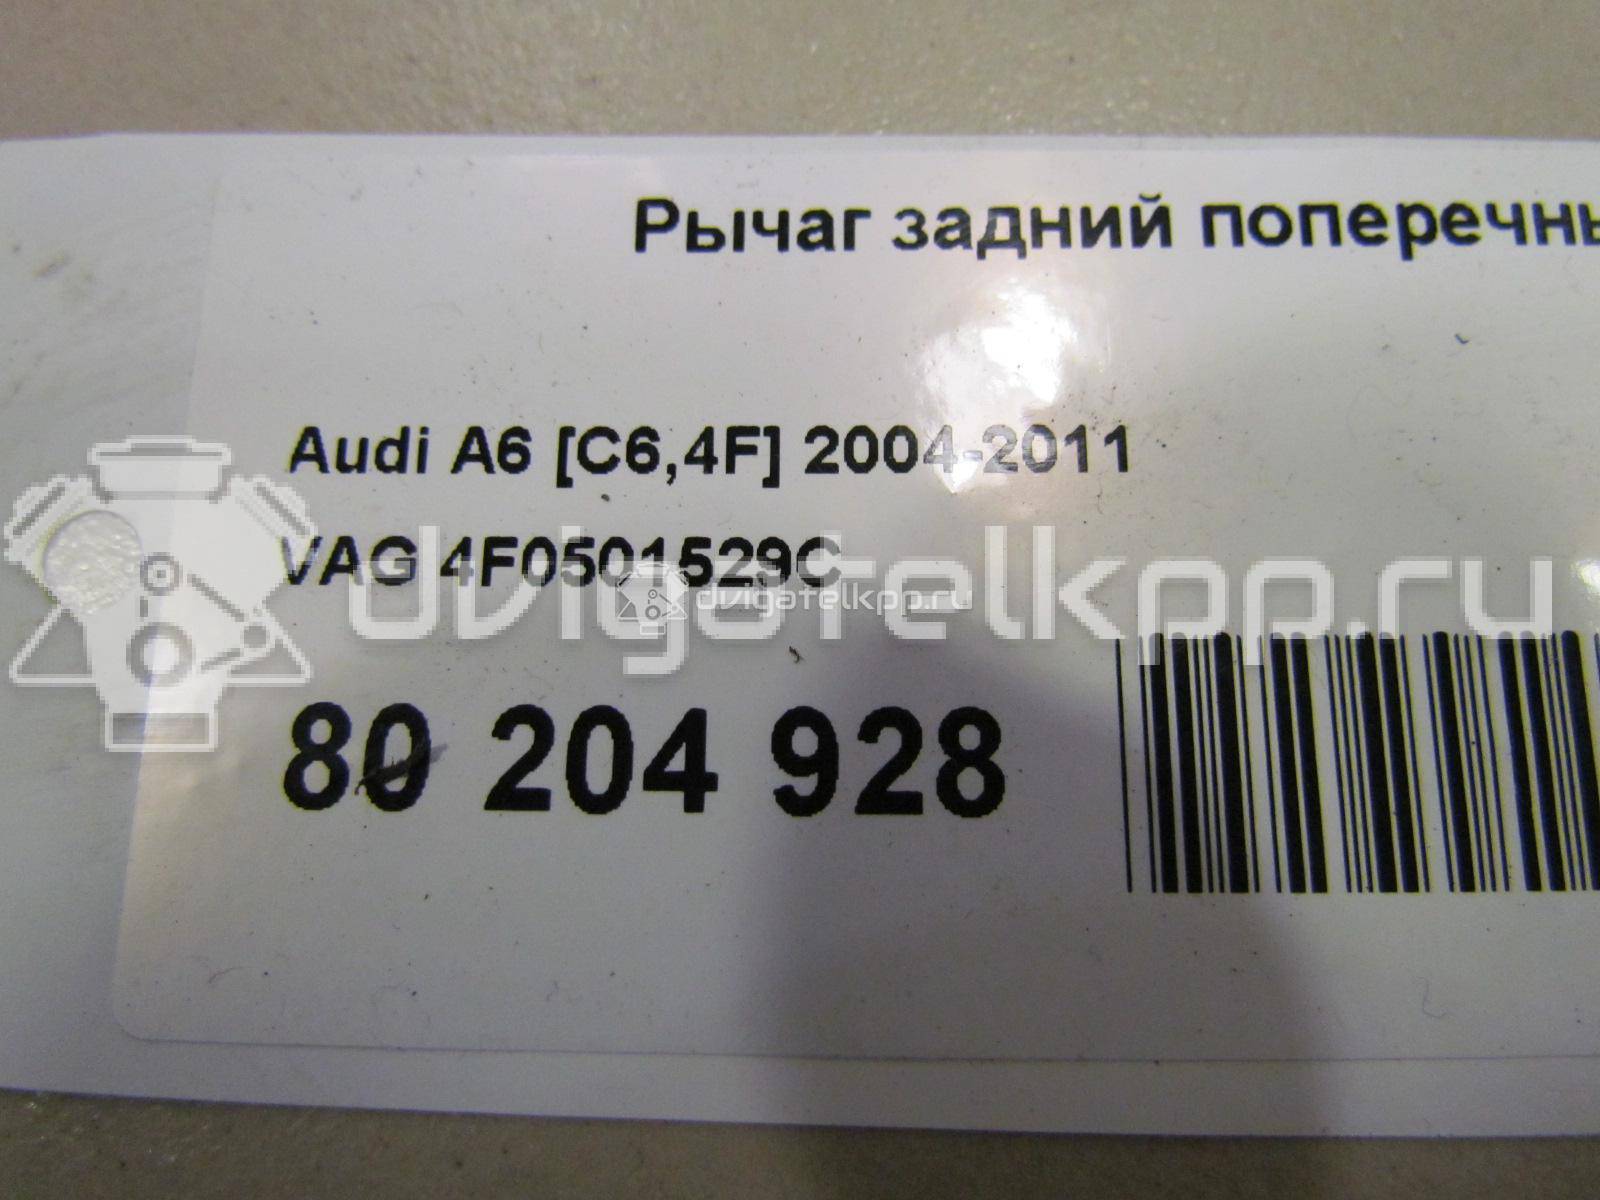 Рычаг задний поперечны
Audi A6 [C6,4F] 2004-2011
VAG 4F0501529C
dvigatelkpp.ru
dvigatelkpp.ru
80 204 928